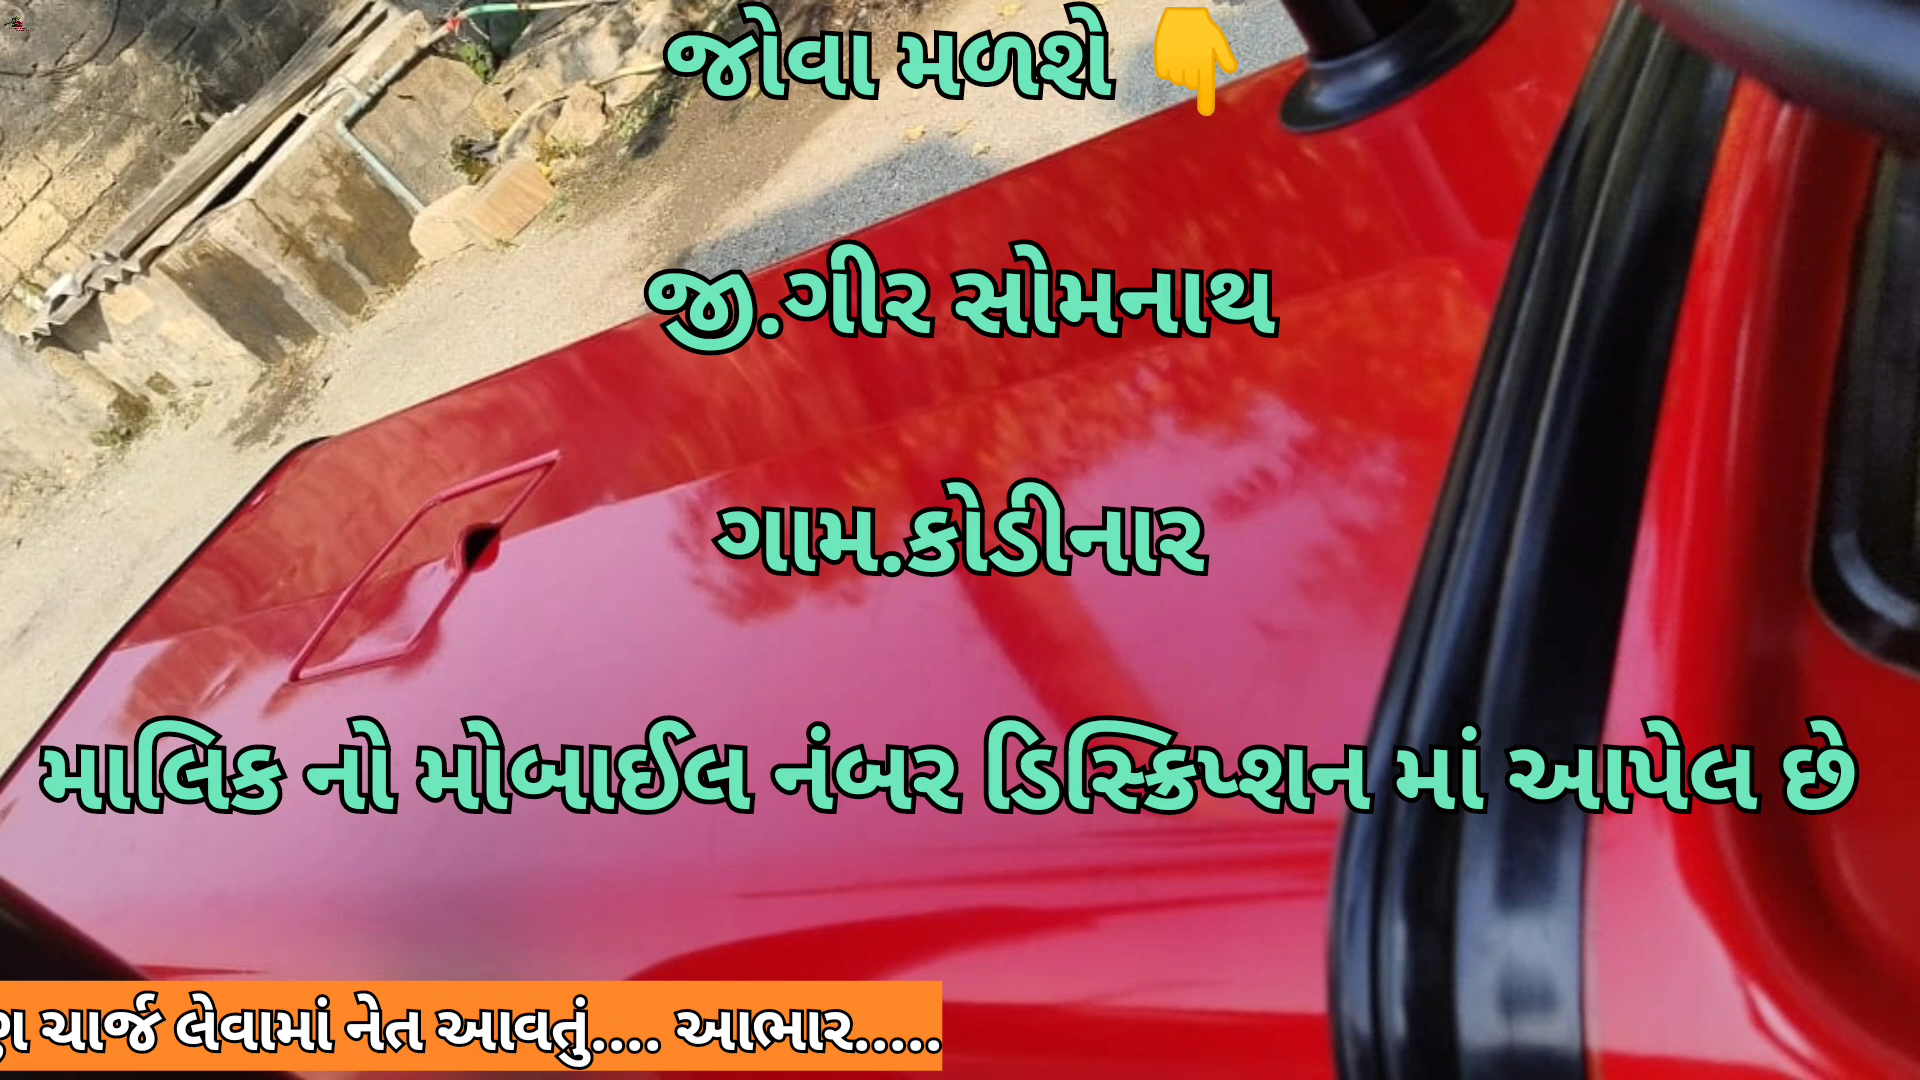 જોવા મળશે 👇
જી.ગીર સોમનાથ
ગામ.કોડીનાર
માલિક નો મોબાઈલ નંબર ડિસ્ક્રિપ્શન માં આપેલ છે
ચાર્જ લેવામાં નેત આવતું.... આભાર.....